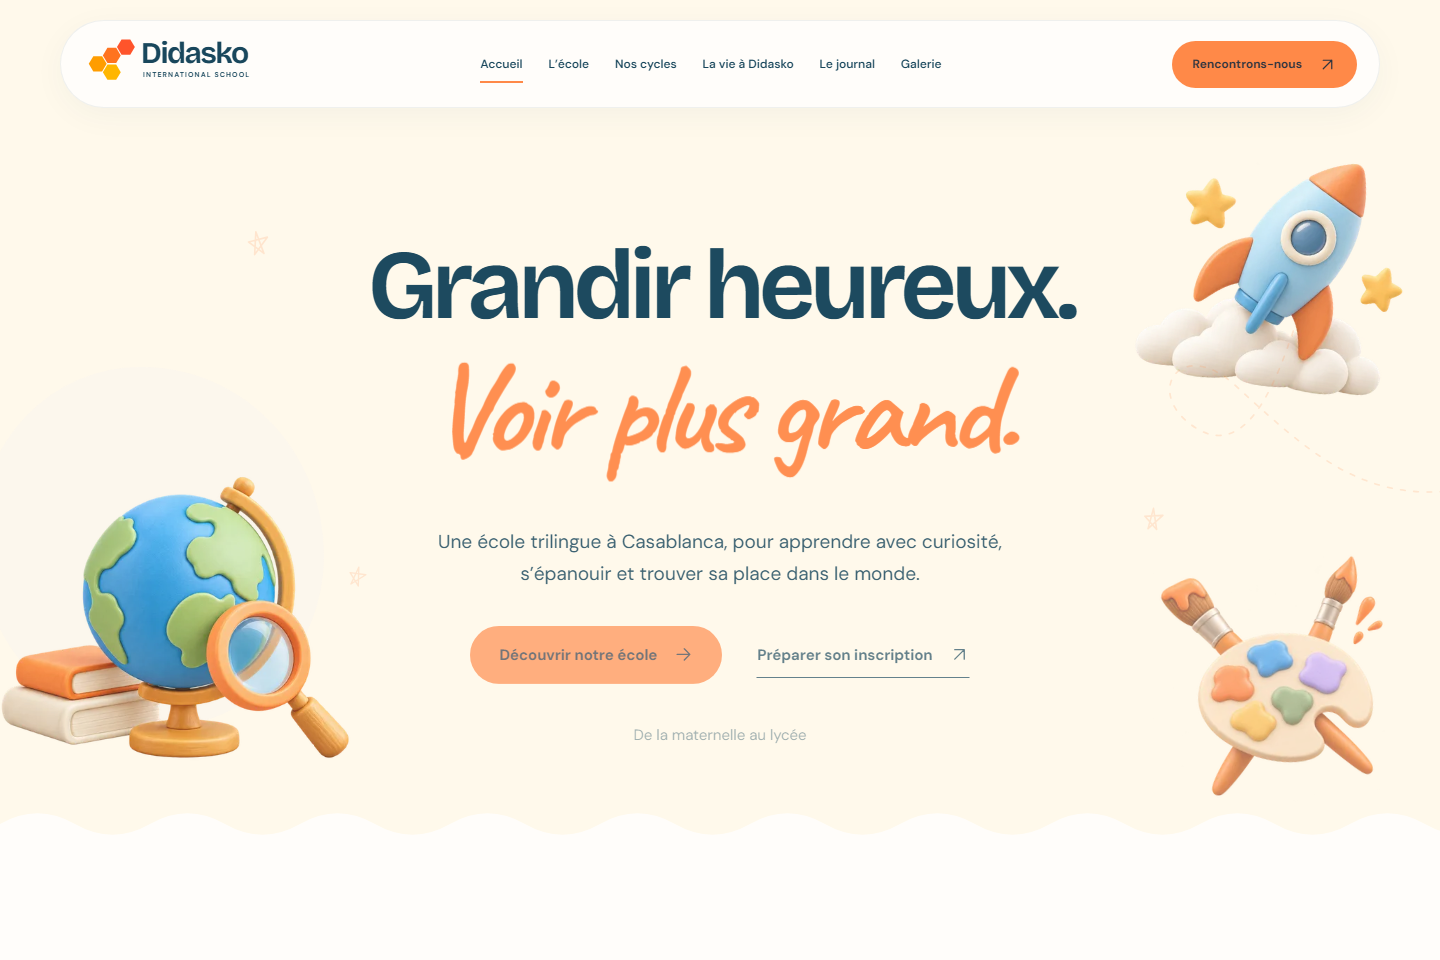 Didasko
INTERNATIONAL SCHOOL
Accueil
L’école
Nos cycles
La vie à Didasko
Le journal
Galerie
Rencontrons-nous
Grandir heureux.
Voir plus grand.
Une école trilingue à Casablanca, pour apprendre avec curiosité,
s’épanouir et trouver sa place dans le monde.
Découvrir notre école
Préparer son inscription
De la maternelle au lycée